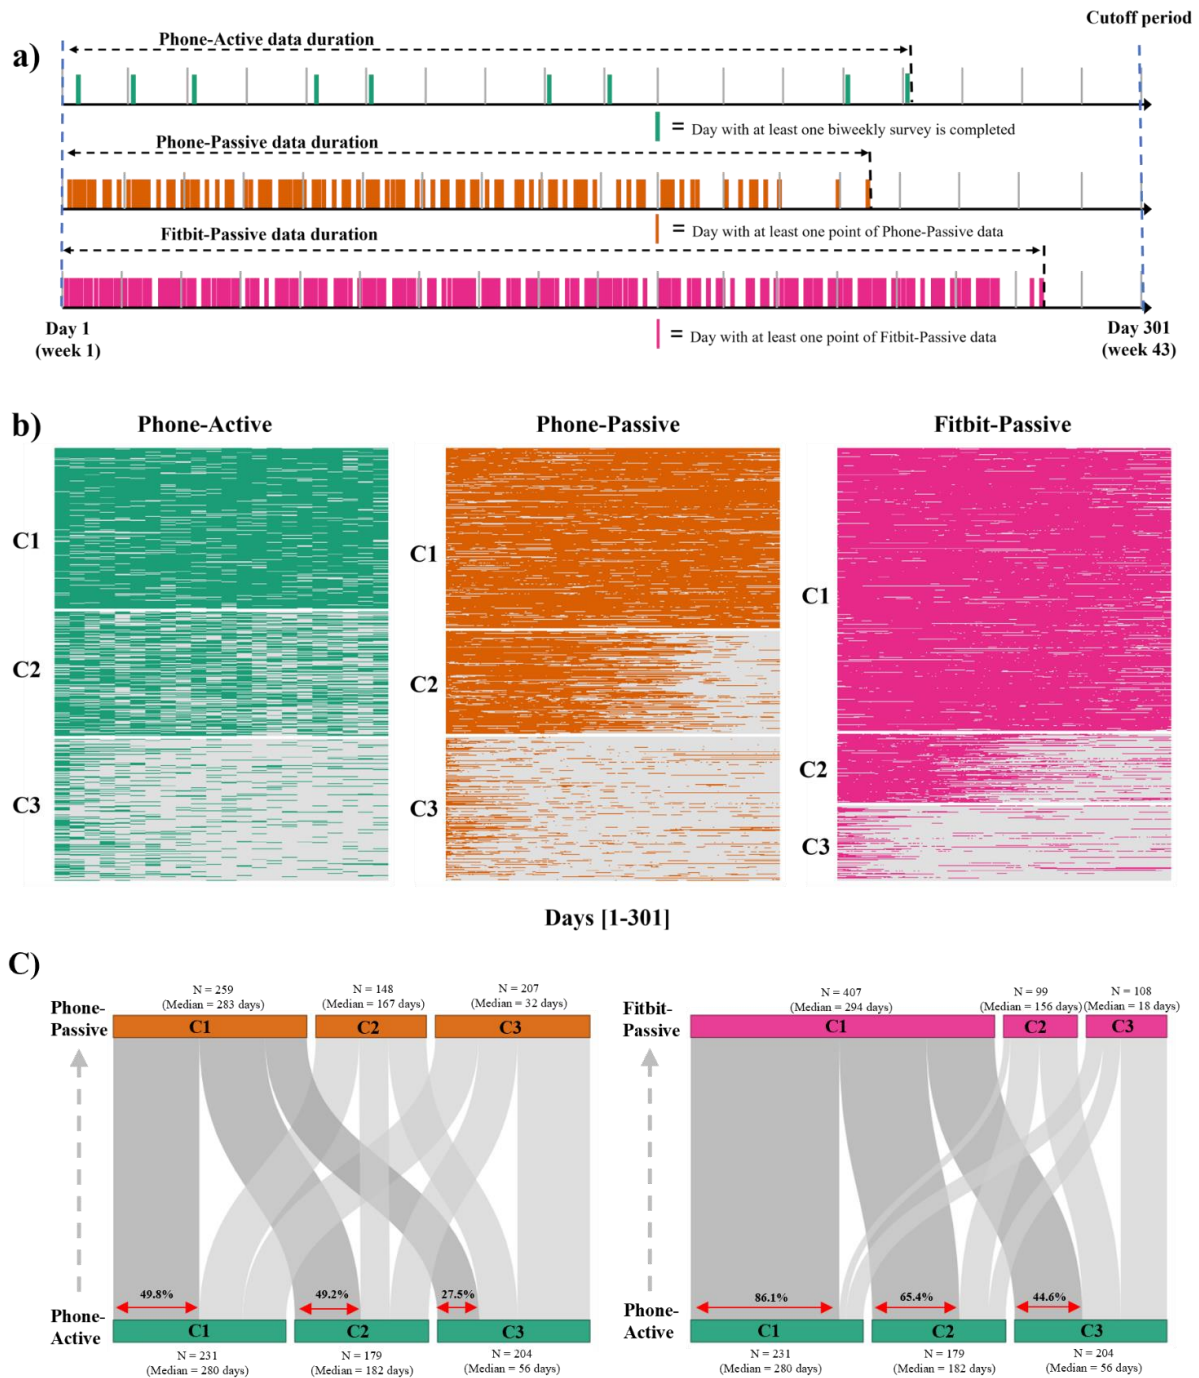 Cutoff period
a)
Phone-Active data duration
= Day with at least one biweekly survey is completed
Phone-Passive data duration
= Day with at least one point of Phone-Passive data
Fitbit-Passive data duration
= Day with at least one point of Fitbit-Passive data
Day 1
(week 1)
Day 301
(week 43)
b)
Phone-Active
Phone-Passive
Fitbit-Passive
C1
C2
C3
C1
C2
C3
C1
C2
C3
Days [1-301]
C)
Phone-
Passive
N = 259
(Median = 283 days)
N = 148
(Median = 167 days)
N = 207
(Median = 32 days)
C1
C2
C3
49.8%
49.2%
27.5%
Phone-
Active
C1
C2
C3
N = 231
(Median = 280 days)
N = 179
(Median = 182 days)
N = 204
(Median = 56 days)
Fitbit-
Passive
N = 407
(Median = 294 days)
N = 99
(Median = 156 days)
N = 108
(Median = 18 days)
C1
C2
C3
86.1%
65.4%
44.6%
Phone-
Active
C1
C2
C3
N = 231
(Median = 280 days)
N = 179
(Median = 182 days)
N = 204
(Median = 56 days)